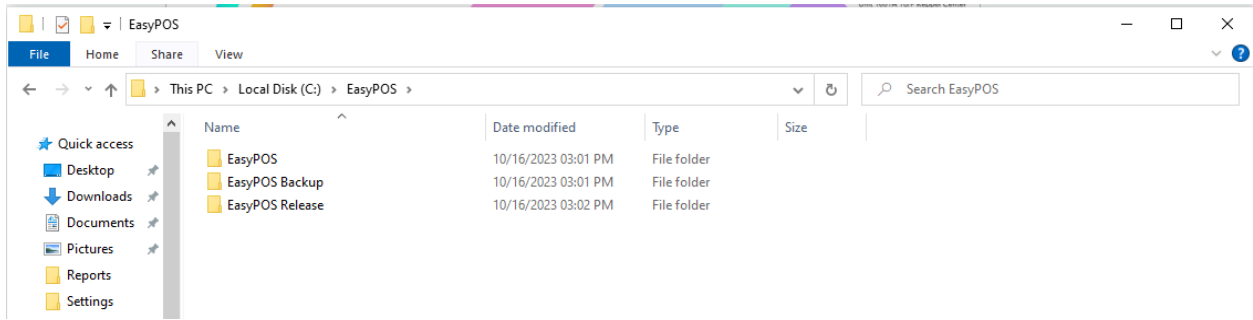 EasyPOS
File Home Share View
This PC > Local Disk (C:) > EasyPOS >
Search EasyPOS
Name Date modified Type Size
Quick access
Desktop
Downloads
Documents
Pictures
Reports
Settings
EasyPOS 10/16/2023 03:01 PM File folder
EasyPOS Backup 10/16/2023 03:01 PM File folder
EasyPOS Release 10/16/2023 03:02 PM File folder